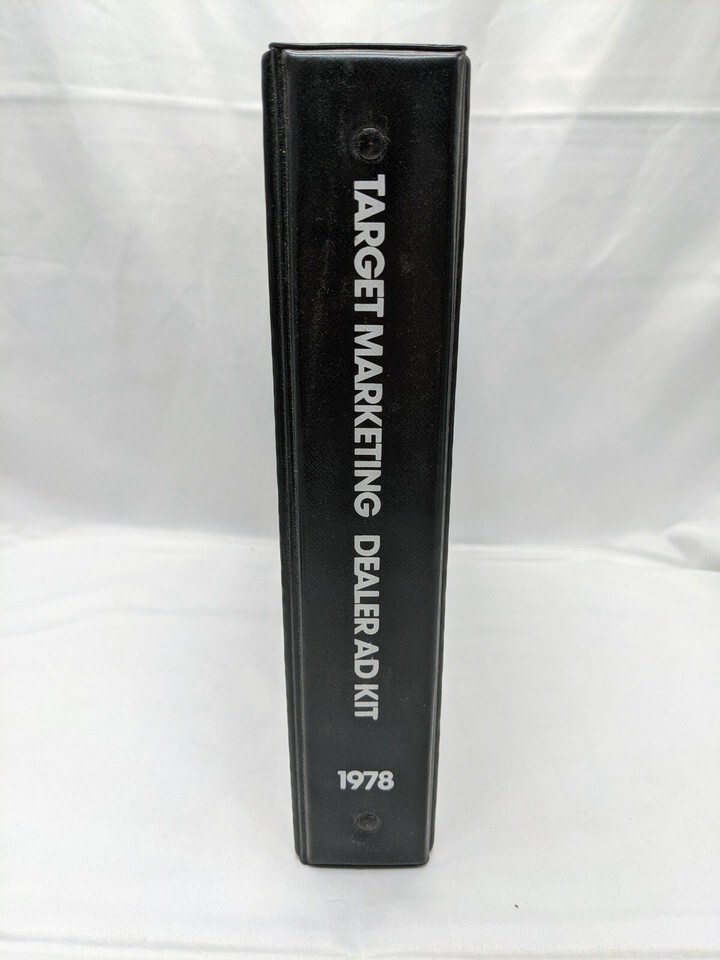 TARGET MARKETING DEALER AD KIT
1978